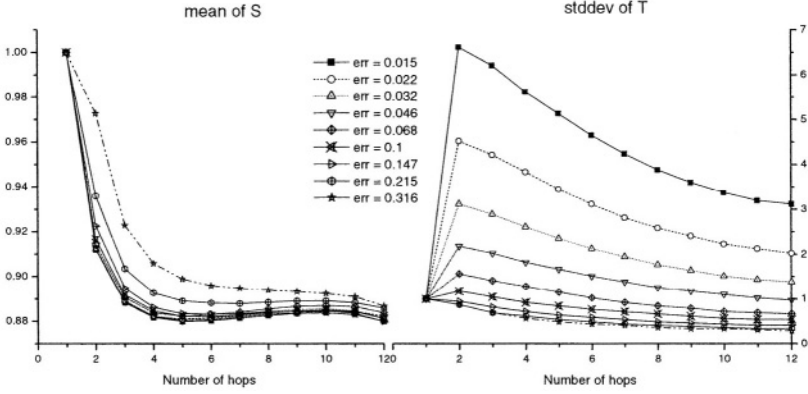 mean of S
stddev of T
1.00
0.98
0.96
0.94
0.92
0.90
0.88
0
2
4
6
8
10
120
Number of hops
err = 0.015
err = 0.022
err = 0.032
err = 0.046
err = 0.068
err = 0.1
err = 0.147
err = 0.215
err = 0.316
7
6
5
4
3
2
1
0
2
4
6
8
10
12
Number of hops